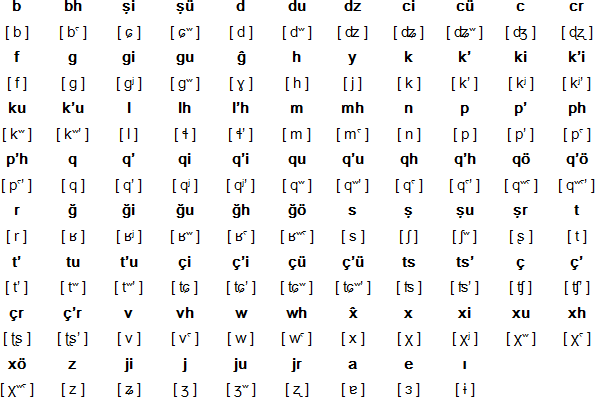 b bh şi şü d du dz ci cü c cr
[ b ] [ bˤ ] [ ɕ ] [ ɕʷ ] [ d ] [ dʷ ] [ ʣ ] [ ʥ ] [ ʥʷ ] [ ʤ ] [ ɖʐ ]
f g gi gu ĝ h y k k' ki k'i
[ f ] [ g ] [ gʲ ] [ gʷ ] [ ɣ ] [ h ] [ j ] [ k ] [ k' ] [ kʲ ] [ kʲ' ]
ku k'u l lh l'h m mh n p p' ph
[ kʷ ] [ kʷ' ] [ l ] [ ɬ ] [ ɬ' ] [ m ] [ mˤ ] [ n ] [ p ] [ p' ] [ pˤ ]
p'h q q' qi q'i qu q'u qh q'h qö q'ö
[ pˤ' ] [ q ] [ q' ] [ qʲ ] [ qʲ' ] [ qʷ ] [ qʷ' ] [ qˤ ] [ qˤ' ] [ qʷˤ ] [ qʷˤ' ]
r ğ ği ğu ğh ğö s ş şu şr t
[ r ] [ ʁ ] [ ʁʲ ] [ ʁʷ ] [ ʁˤ ] [ ʁʷˤ ] [ s ] [ ʃ ] [ ʃʷ ] [ ʂ ] [ t ]
t' tu t'u çi ç'i çü ç'ü ts ts' ç ç'
[ t' ] [ tʷ ] [ tʷ' ] [ ʨ ] [ ʨ' ] [ ʨʷ ] [ ʨʷ' ] [ ʦ ] [ ʦ' ] [ ʧ ] [ ʧ' ]
çr ç'r v vh w wh x̂ x xi xu xh
[ ʈʂ ] [ ʈʂ' ] [ v ] [ vˤ ] [ w ] [ wˤ ] [ x ] [ χ ] [ χʲ ] [ χʷ ] [ χˤ ]
xö z ji j ju jr a e ı
[ χʷˤ ] [ z ] [ ʑ ] [ ʒ ] [ ʒʷ ] [ ʐ ] [ ɐ ] [ ɜ ] [ ɨ ]